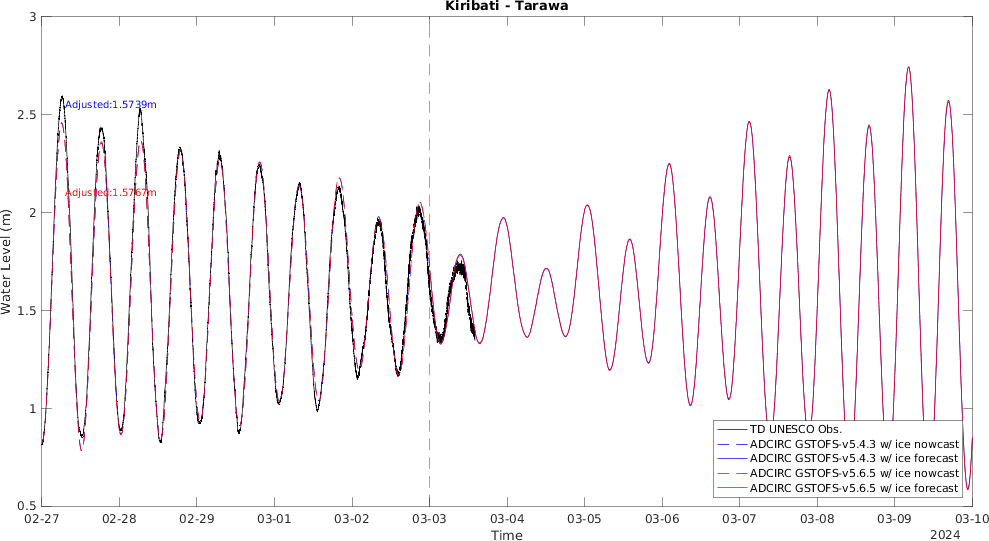 Kiribati - Tarawa
3
2.5
2
1.5
1
0.5
Water Level (m)
Adjusted:1.5739m
Adjusted:1.5767m
TD UNESCO Obs.
ADCIRC GSTOFS-v5.4.3 w/ ice nowcast
ADCIRC GSTOFS-v5.4.3 w/ ice forecast
ADCIRC GSTOFS-v5.6.5 w/ ice nowcast
ADCIRC GSTOFS-v5.6.5 w/ ice forecast
02-27 02-28 02-29 03-01 03-02 03-03 03-04 03-05 03-06 03-07 03-08 03-09 03-10
Time
2024